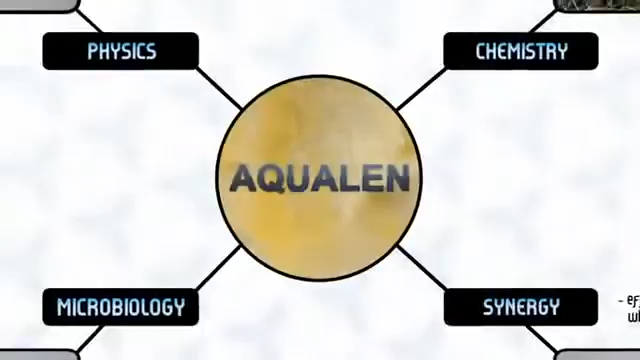 PHYSICS
CHEMISTRY
AQUALEN
MICROBIOLOGY
SYNERGY